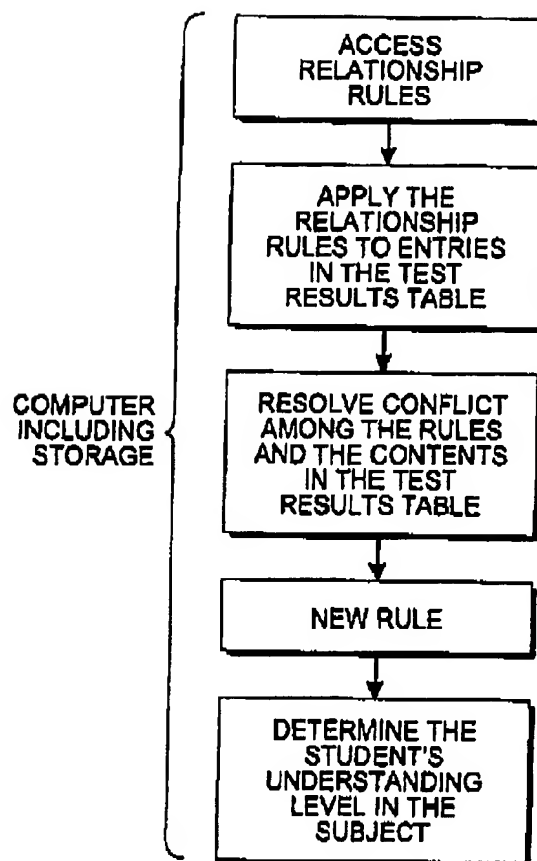 ACCESS
RELATIONSHIP
RULES
APPLY THE
RELATIONSHIP
RULES TO ENTRIES
IN THE TEST
RESULTS TABLE
COMPUTER
INCLUDING
STORAGE
RESOLVE CONFLICT
AMONG THE RULES
AND THE CONTENTS
IN THE TEST
RESULTS TABLE
NEW RULE
DETERMINE THE
STUDENT'S
UNDERSTANDING
LEVEL IN THE
SUBJECT